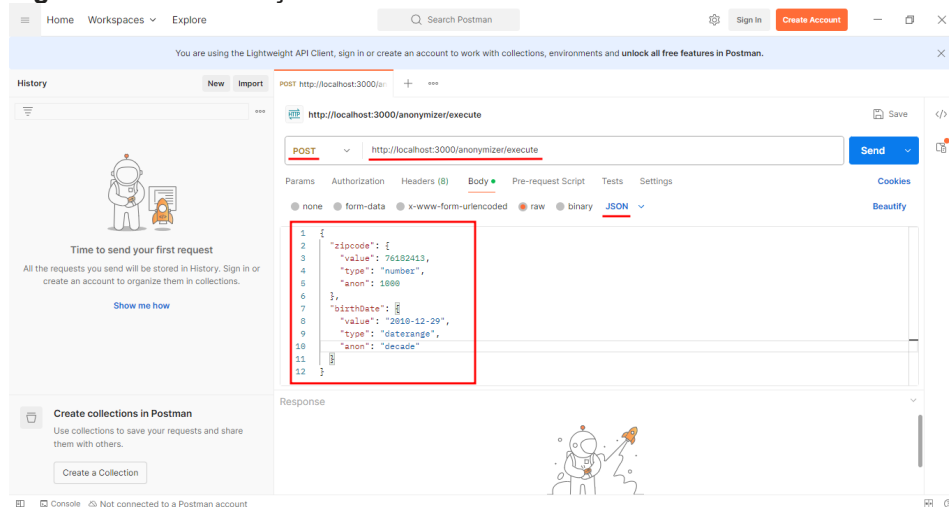 Home Workspaces Explore Search Postman Sign In Create Account
You are using the Lightweight API Client, sign in or create an account to work with collections, environments and unlock all free features in Postman.
History New Import POST http://localhost:3000/an
HTTP http://localhost:3000/anonymizer/execute Save
POST http://localhost:3000/anonymizer/execute Send
Params Authorization Headers (8) Body Pre-request Script Tests Settings Cookies
none form-data x-www-form-urlencoded raw binary JSON Beautify
1 {
2 "zipcode": {
3 "value": 76182413,
4 "type": "number",
5 "anon": 1000
6 },
7 "birthDate": {
8 "value": "2010-12-29",
9 "type": "daterange",
10 "anon": "decade"
11 }
12 }
Time to send your first request
All the requests you send will be stored in History. Sign in or
create an account to organize them in collections.
Show me how
Response
Create collections in Postman
Use collections to save your requests and share
them with others.
Create a Collection
Console Not connected to a Postman account